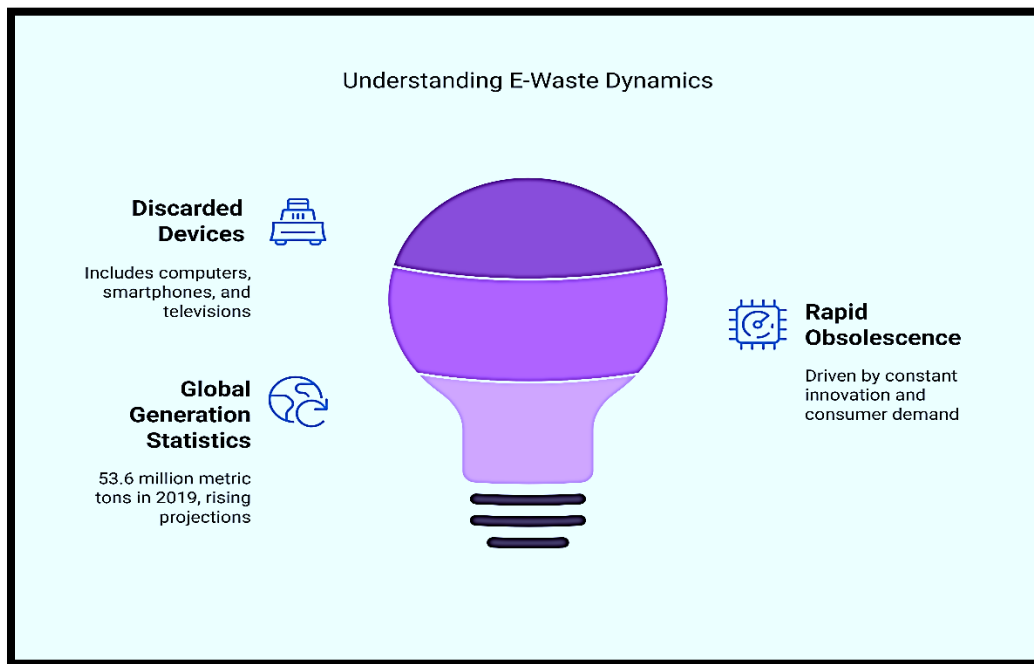 Understanding E-Waste Dynamics
Discarded
Devices
Includes computers,
smartphones, and
televisions
Global
Generation
Statistics
53.6 million metric
tons in 2019, rising
projections
Rapid
Obsolescence
Driven by constant
innovation and
consumer demand